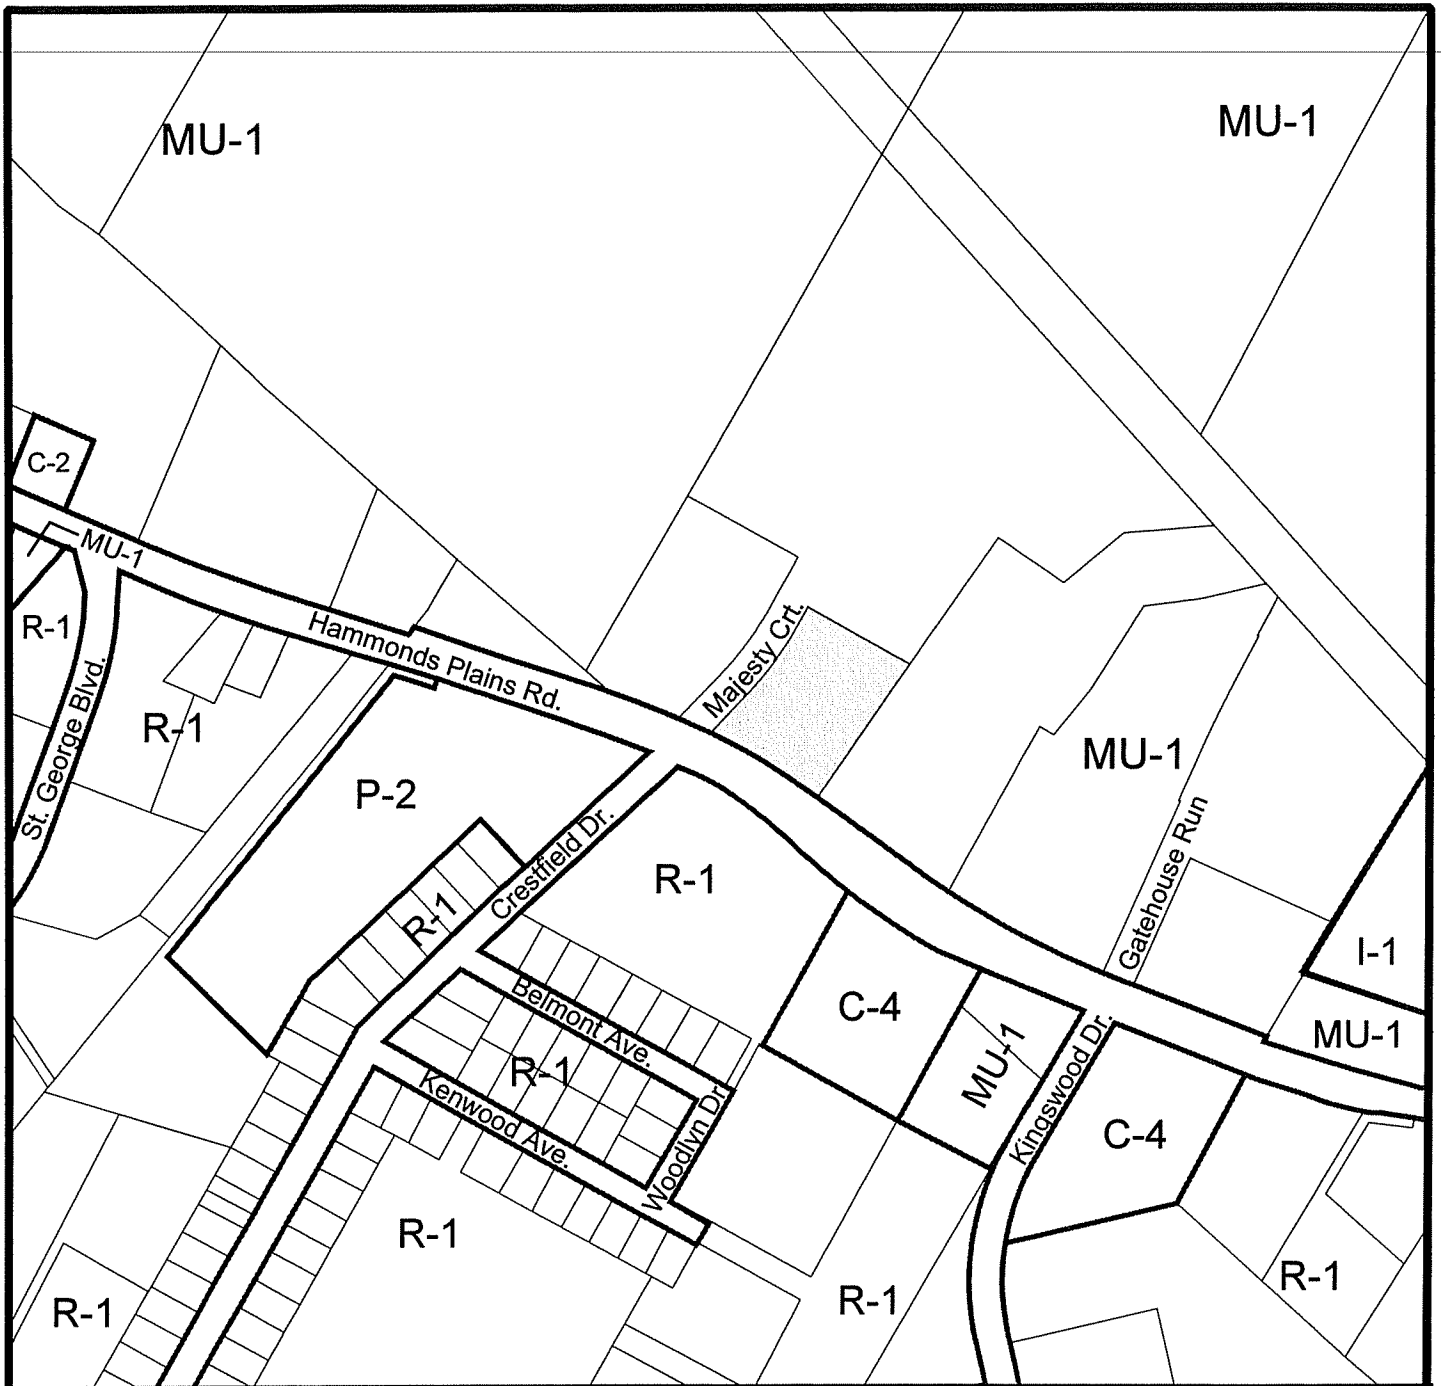 MU-1
MU-1
C-2
MU-1
R-1
Hammonds Plains Rd.
Majesty Crt.
St. George Blvd.
R-1
MU-1
P-2
Crestfield Dr.
R-1
R-1
Gatehouse Run
I-1
C-4
MU-1
MU-1
Belmont Ave.
R-1
Kenwood Ave.
Woodlyn Dr.
Kingswood Dr.
C-4
R-1
R-1
R-1
R-1